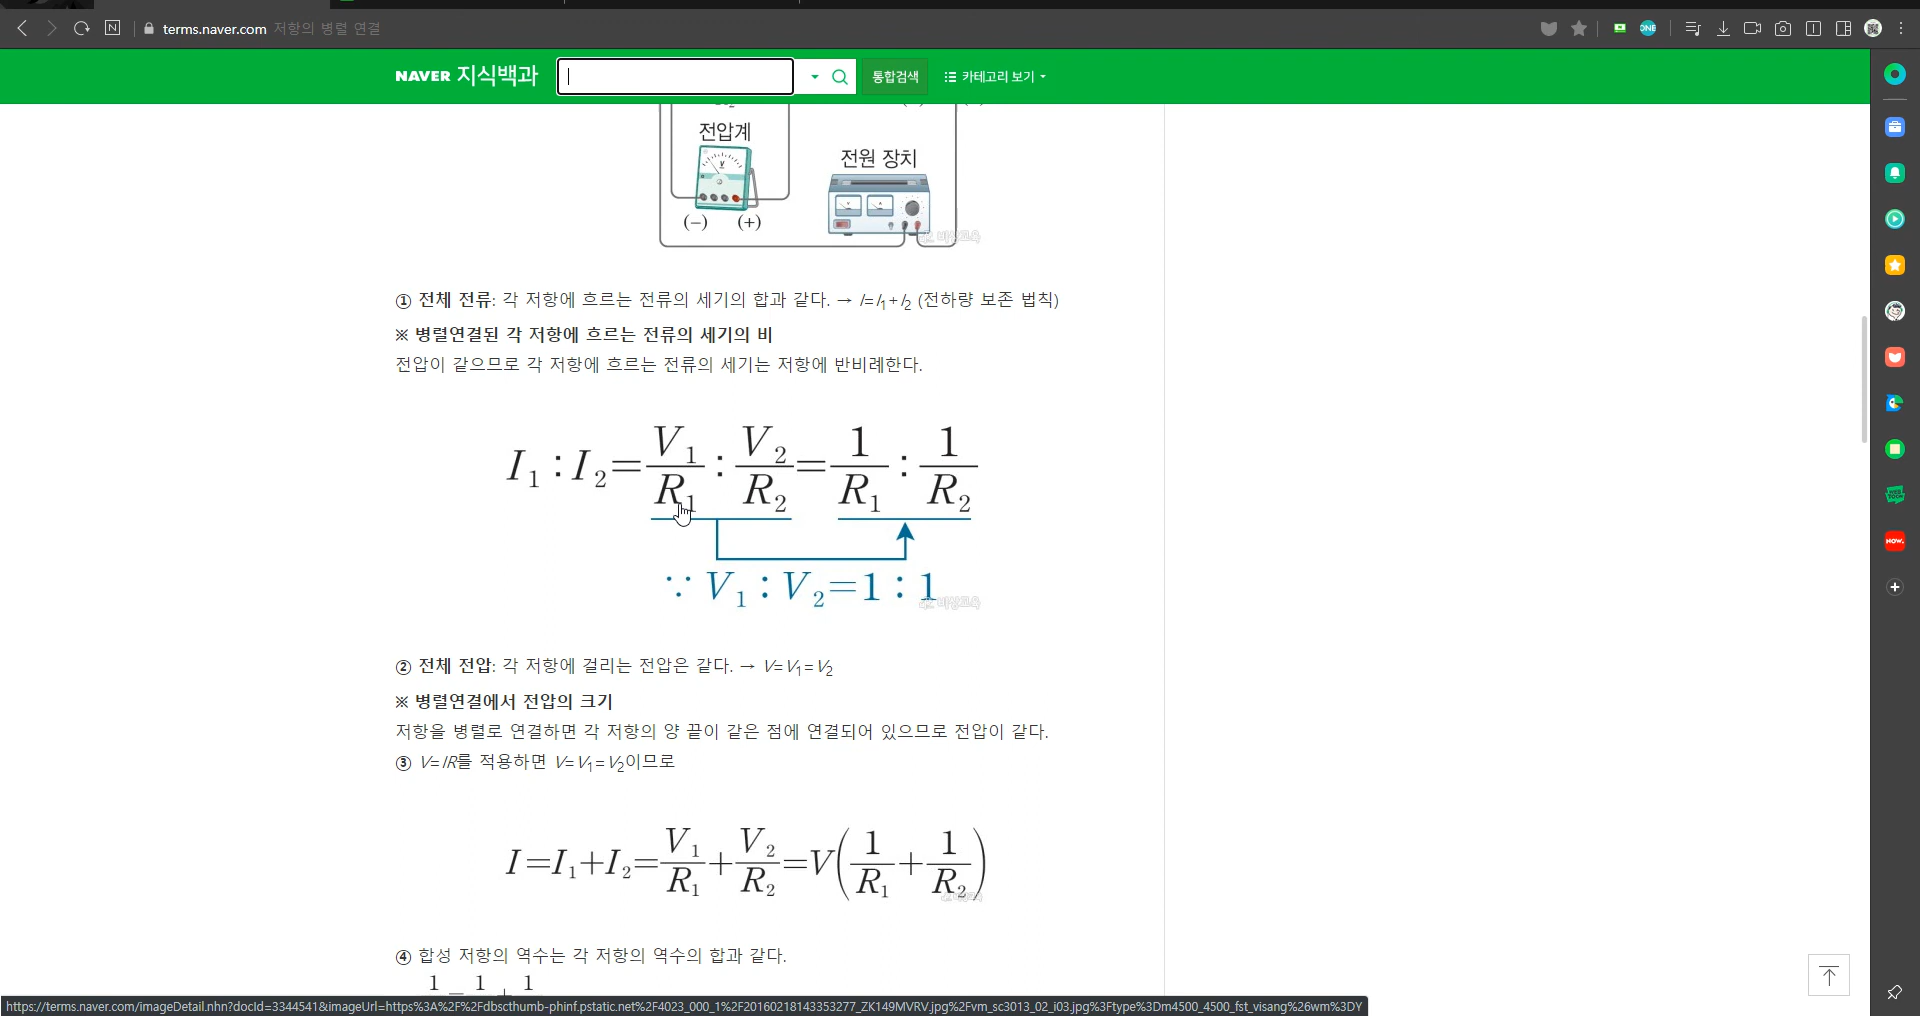 terms.naver.com 저항의 병렬 연결
NAVER 지식백과
통합검색
카테고리 보기
전압계
전원 장치
(−) (+)
비상교육
① 전체 전류: 각 저항에 흐르는 전류의 세기의 합과 같다. → I=I₁+I₂ (전하량 보존 법칙)
※ 병렬연결된 각 저항에 흐르는 전류의 세기의 비
전압이 같으므로 각 저항에 흐르는 전류의 세기는 저항에 반비례한다.
I₁ : I₂ = V₁/R₁ : V₂/R₂ = 1/R₁ : 1/R₂
∵ V₁ : V₂ = 1 : 1
비상교육
② 전체 전압: 각 저항에 걸리는 전압은 같다. → V=V₁=V₂
※ 병렬연결에서 전압의 크기
저항을 병렬로 연결하면 각 저항의 양 끝이 같은 점에 연결되어 있으므로 전압이 같다.
③ V=IR를 적용하면 V=V₁=V₂이므로
I=I₁+I₂=V₁/R₁+V₂/R₂=V(1/R₁+1/R₂)
④ 합성 저항의 역수는 각 저항의 역수의 합과 같다.
1 = 1 + 1
https://terms.naver.com/imageDetail.nhn?docId=3344541&imageUrl=https%3A%2F%2Fdbscthumb-phinf.pstatic.net%2F4023_000_1%2F20160218143353277_ZK149MVRV.jpg%2Fvm_sc3013_02_i03.jpg%3Ftype%3Dm4500_4500_fst_visang%26wm%3DY
N
ONE
NOW.